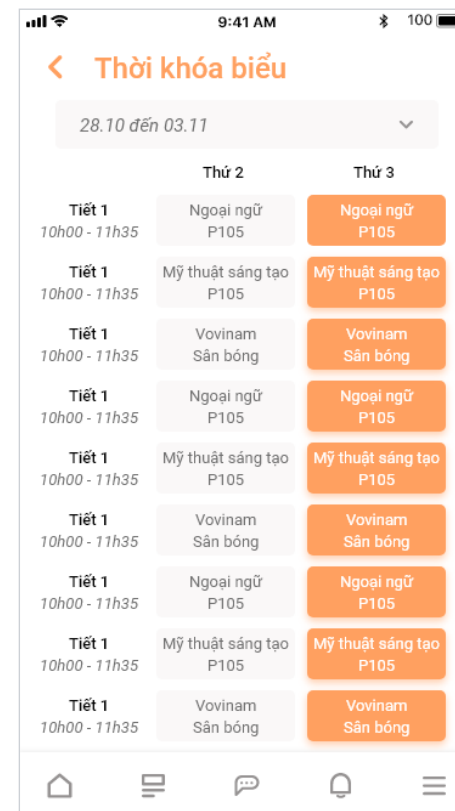 9:41 AM
100
Thời khóa biểu
28.10 đến 03.11
Thứ 2 Thứ 3
Tiết 1 Ngoại ngữ Ngoại ngữ
10h00 - 11h35 P105 P105
Tiết 1 Mỹ thuật sáng tạo Mỹ thuật sáng tạo
10h00 - 11h35 P105 P105
Tiết 1 Vovinam Vovinam
10h00 - 11h35 Sân bóng Sân bóng
Tiết 1 Ngoại ngữ Ngoại ngữ
10h00 - 11h35 P105 P105
Tiết 1 Mỹ thuật sáng tạo Mỹ thuật sáng tạo
10h00 - 11h35 P105 P105
Tiết 1 Vovinam Vovinam
10h00 - 11h35 Sân bóng Sân bóng
Tiết 1 Ngoại ngữ Ngoại ngữ
10h00 - 11h35 P105 P105
Tiết 1 Mỹ thuật sáng tạo Mỹ thuật sáng tạo
10h00 - 11h35 P105 P105
Tiết 1 Vovinam Vovinam
10h00 - 11h35 Sân bóng Sân bóng